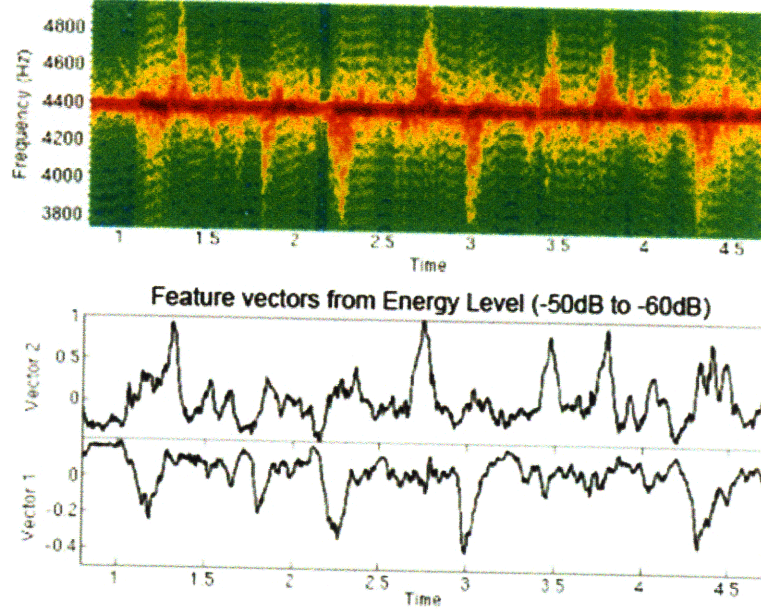 4800
4600
4400
4200
4000
3800
Frequency (Hz)
1 1.5 2 2.5 3 3.5 4 4.5
Time
Feature vectors from Energy Level (-50dB to -60dB)
1
0.5
0
Vector 2
0
-0.2
-0.4
Vector 1
1 1.5 2 2.5 3 3.5 4 4.5
Time